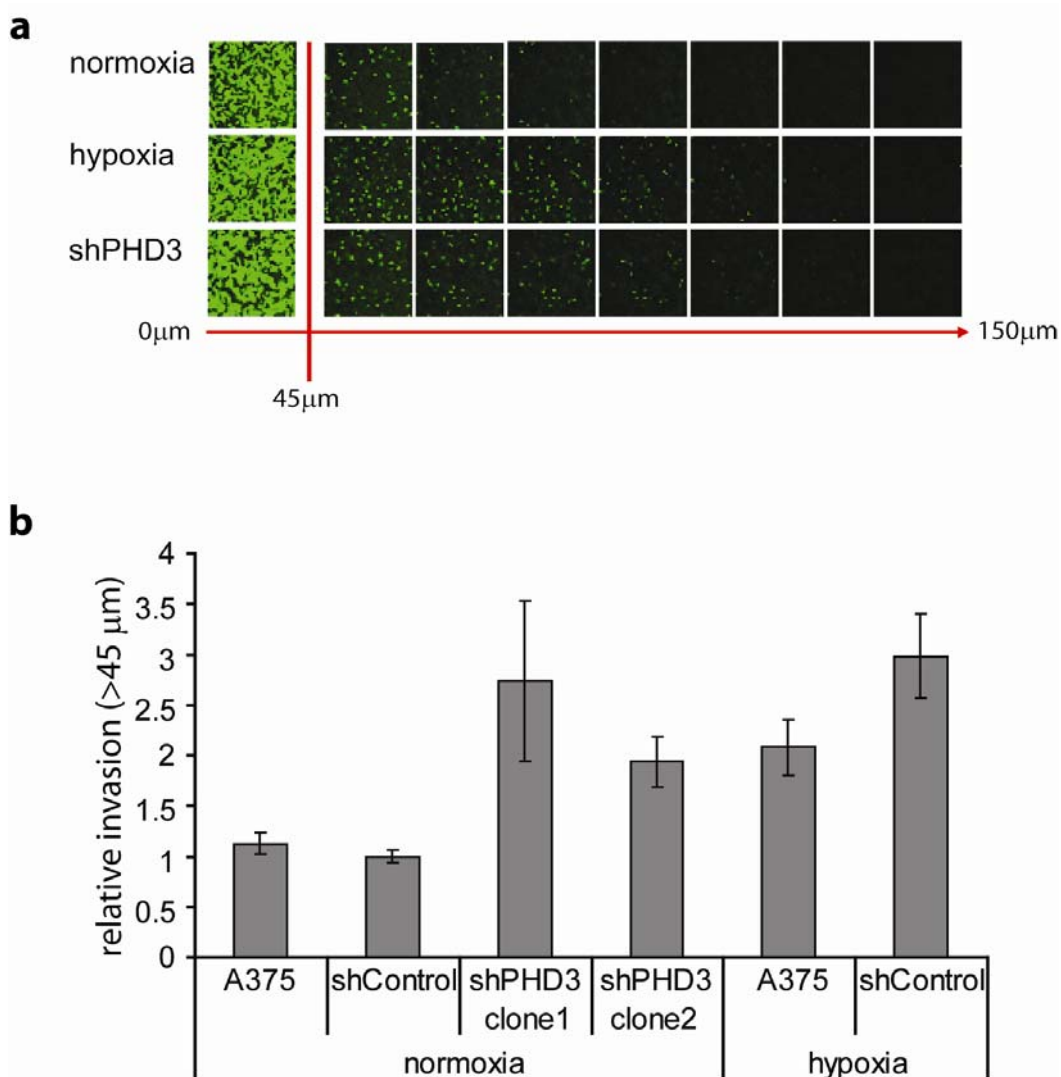 a
normoxia
hypoxia
shPHD3
0μm
150μm
45μm
b
relative invasion (>45 μm)
4
3.5
3
2.5
2
1.5
1
0.5
0
A375
shControl
shPHD3
clone1
shPHD3
clone2
A375
shControl
normoxia
hypoxia